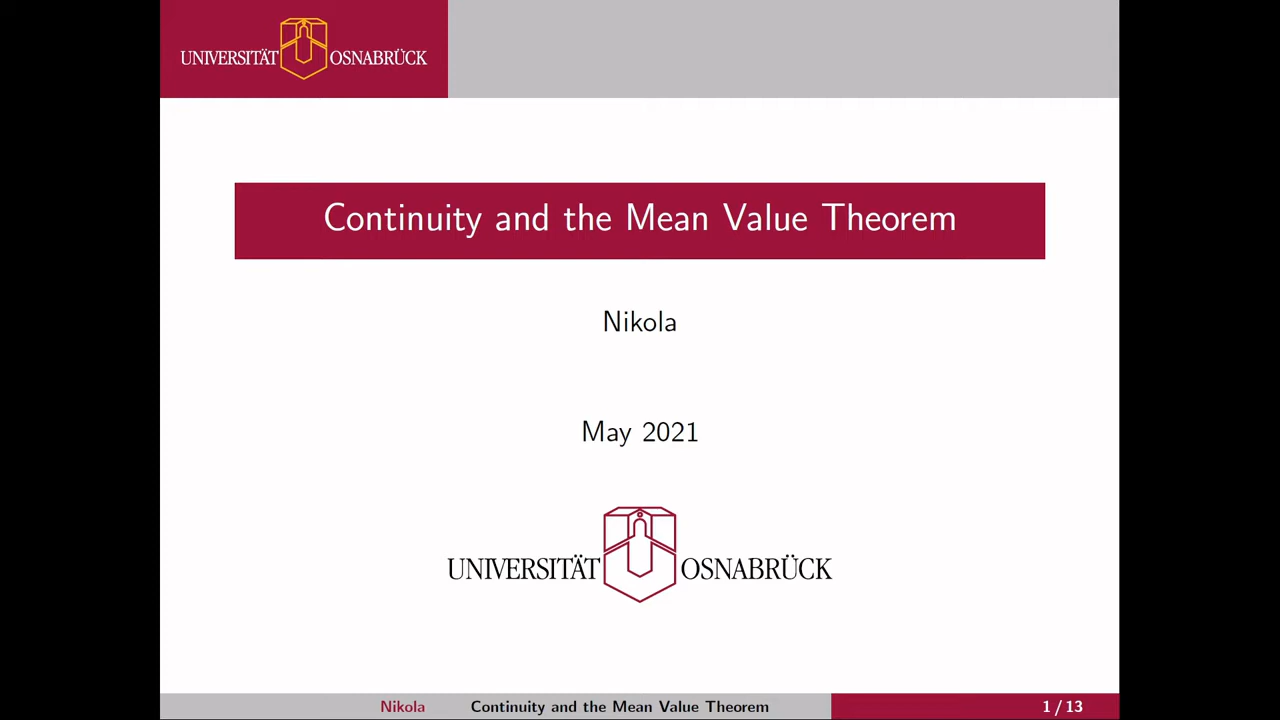 UNIVERSITÄT OSNABRÜCK
Continuity and the Mean Value Theorem
Nikola
May 2021
UNIVERSITÄT OSNABRÜCK
Nikola Continuity and the Mean Value Theorem 1 / 13